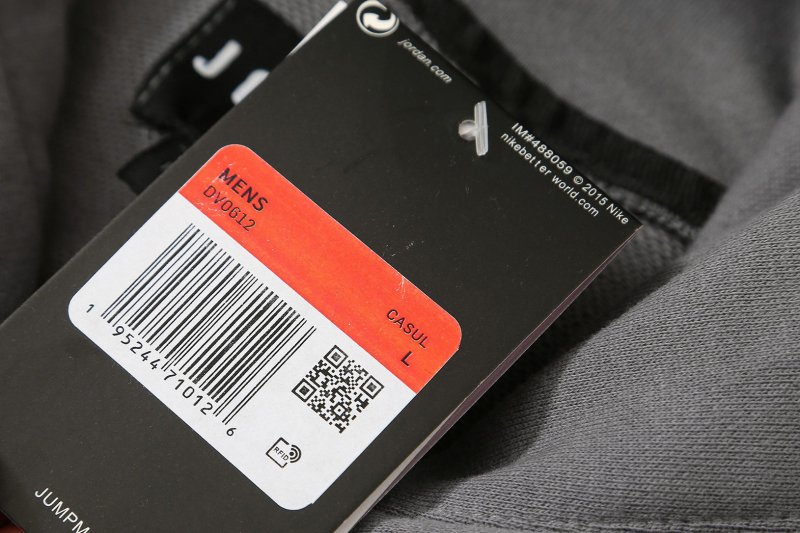 jordan.com
IM#488059 © 2015 Nike
nikebetterworld.com
MENS
DV0612
CASUL
L
1 95244 71012 6
RFID
JUMPM